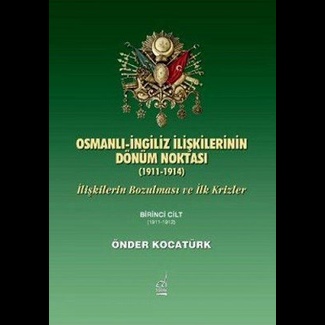 OSMANLI-İNGİLİZ İLİŞKİLERİNİN
DÖNÜM NOKTASI
(1911-1914)
İlişkilerin Bozulması ve İlk Krizler
BİRİNCİ CİLT
(1911-1912)
ÖNDER KOCATÜRK